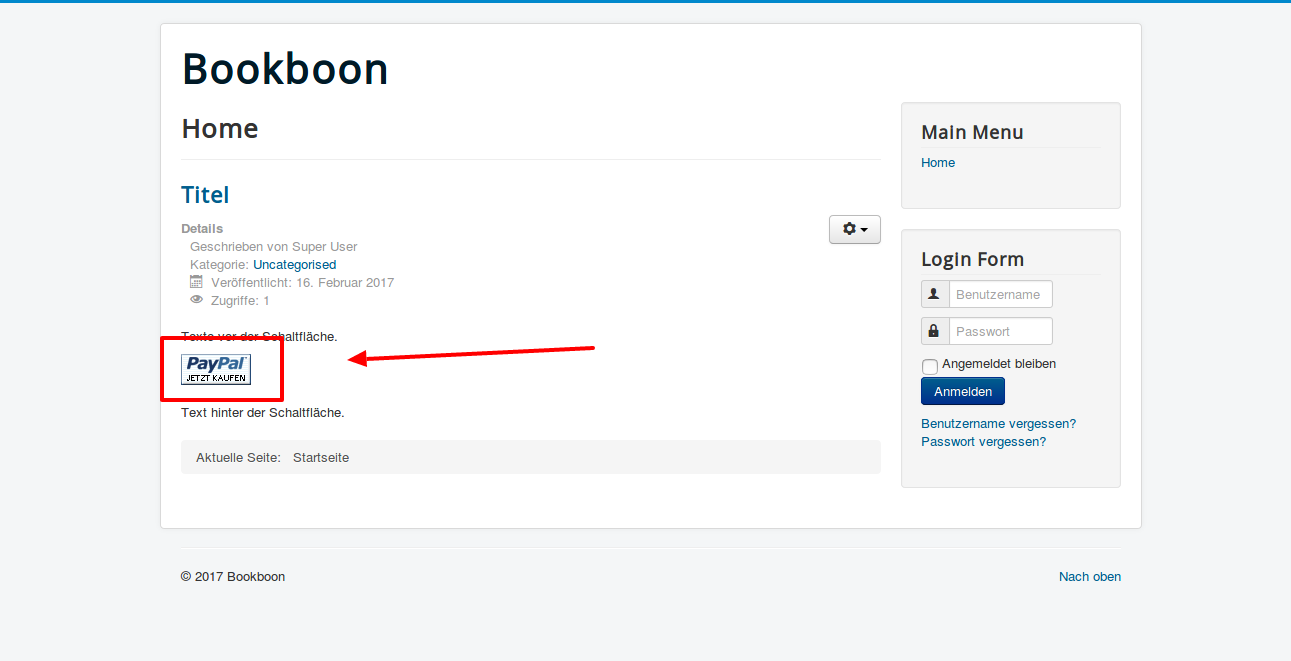 Bookboon
Home
Titel
Details
Geschrieben von Super User
Kategorie: Uncategorised
Veröffentlicht: 16. Februar 2017
Zugriffe: 1
Texte vor der Schaltfläche.
PayPal
JETZT KAUFEN
Text hinter der Schaltfläche.
Aktuelle Seite: Startseite
Main Menu
Home
Login Form
Benutzername
Passwort
Angemeldet bleiben
Anmelden
Benutzername vergessen?
Passwort vergessen?
© 2017 Bookboon
Nach oben